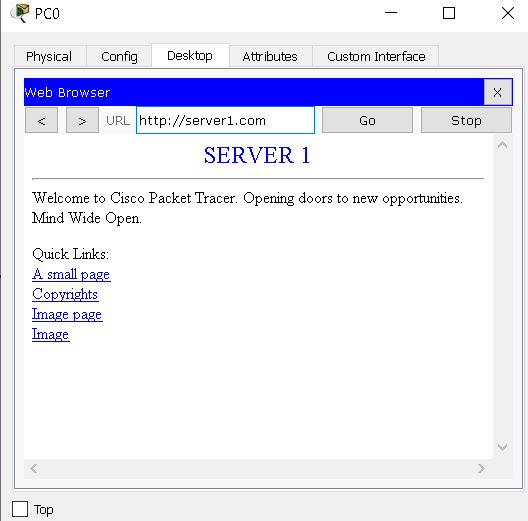 PC0
Physical Config Desktop Attributes Custom Interface
Web Browser X
< > URL http://server1.com Go Stop
SERVER 1
Welcome to Cisco Packet Tracer. Opening doors to new opportunities.
Mind Wide Open.
Quick Links:
A small page
Copyrights
Image page
Image
Top